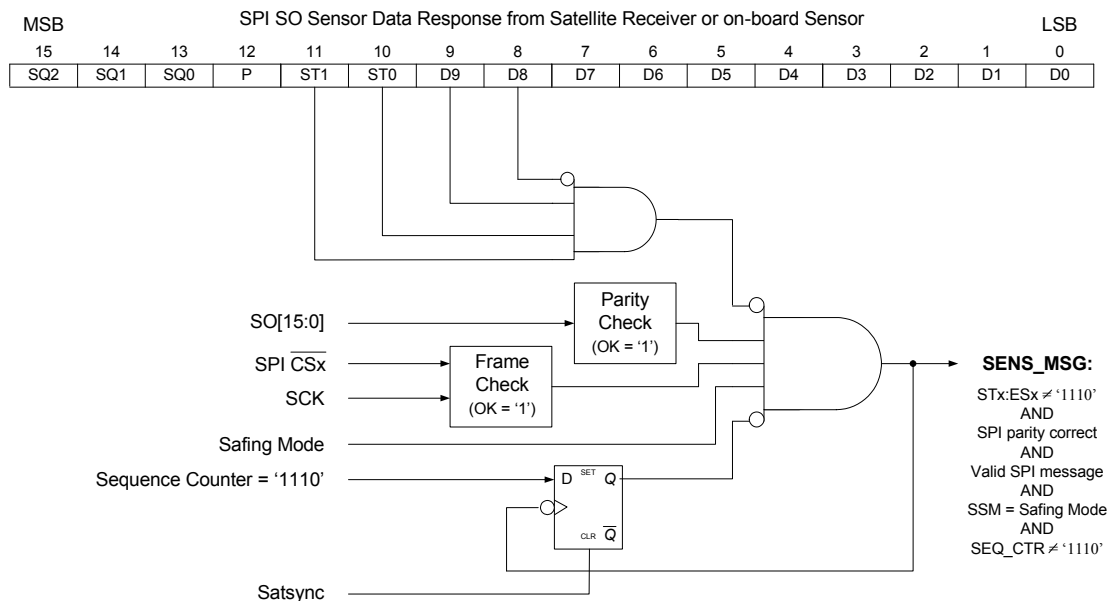 SPI SO Sensor Data Response from Satellite Receiver or on-board Sensor
MSB LSB
15 14 13 12 11 10 9 8 7 6 5 4 3 2 1 0
SQ2 SQ1 SQ0 P ST1 ST0 D9 D8 D7 D6 D5 D4 D3 D2 D1 D0
SO[15:0]
Parity
Check
(OK = '1')
SPI CSx
SCK
Frame
Check
(OK = '1')
Safing Mode
Sequence Counter = '1110'
D SET Q
CLR Q
Satsync
SENS_MSG:
STx:ESx ≠ '1110'
AND
SPI parity correct
AND
Valid SPI message
AND
SSM = Safing Mode
AND
SEQ_CTR ≠ '1110'